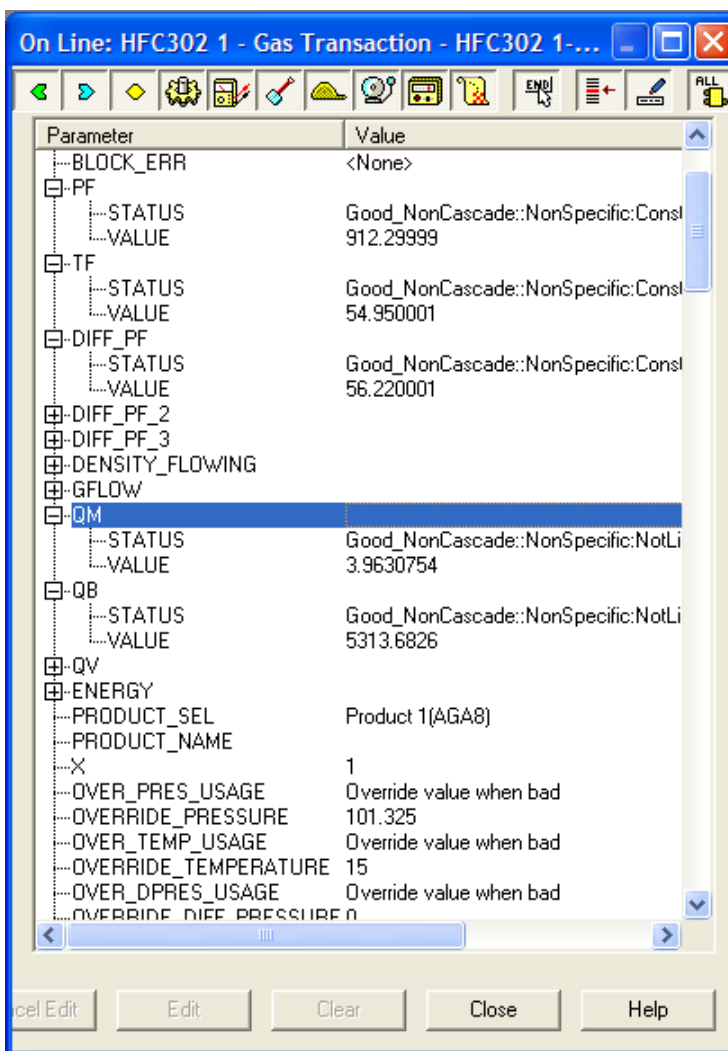 On Line: HFC302 1 - Gas Transaction - HFC302 1-...
END
ALL
Parameter Value
BLOCK_ERR <None>
PF
STATUS Good_NonCascade::NonSpecific:Const
VALUE 912.29999
TF
STATUS Good_NonCascade::NonSpecific:Const
VALUE 54.950001
DIFF_PF
STATUS Good_NonCascade::NonSpecific:Const
VALUE 56.220001
DIFF_PF_2
DIFF_PF_3
DENSITY_FLOWING
GFLOW
QM
STATUS Good_NonCascade::NonSpecific:NotLi
VALUE 3.9630754
QB
STATUS Good_NonCascade::NonSpecific:NotLi
VALUE 5313.6826
QV
ENERGY
PRODUCT_SEL Product 1(AGA8)
PRODUCT_NAME
X 1
OVER_PRES_USAGE Override value when bad
OVERRIDE_PRESSURE 101.325
OVER_TEMP_USAGE Override value when bad
OVERRIDE_TEMPERATURE 15
OVER_DPRES_USAGE Override value when bad
OVERRIDE_DIFF_PRESSURE 0
cel Edit Edit Clear Close Help